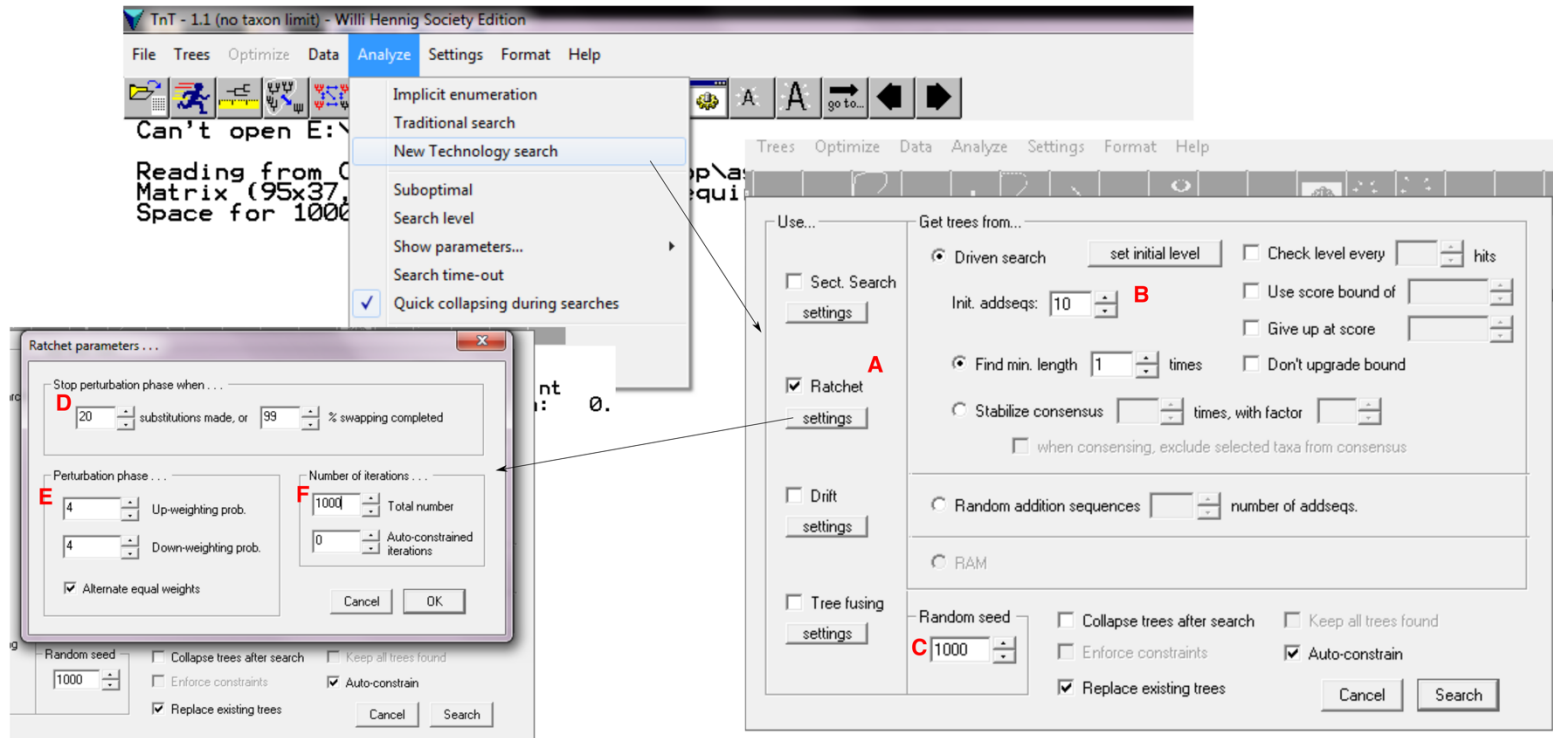 TnT - 1.1 (no taxon limit) - Willi Hennig Society Edition
File Trees Optimize Data Analyze Settings Format Help
go to...
Can't open E:\
Reading from C
Matrix (95x37,
Space for 1000
Implicit enumeration
Traditional search
New Technology search
Suboptimal
Search level
Show parameters...
Search time-out
Quick collapsing during searches
op\a
equi
nt
0.
Trees Optimize Data Analyze Settings Format Help
Use...
Sect. Search
settings
A
Ratchet
settings
Drift
settings
Tree fusing
settings
Get trees from...
Driven search set initial level Check level every hits
Init. addseqs: 10 B Use score bound of
Give up at score
Find min. length 1 times Don't upgrade bound
Stabilize consensus times, with factor
when consensing, exclude selected taxa from consensus
Random addition sequences number of addseqs.
RAM
Random seed
C 1000
Collapse trees after search Keep all trees found
Enforce constraints Auto-constrain
Replace existing trees
Cancel Search
Ratchet parameters . . .
Stop perturbation phase when . . .
D 20 substitutions made, or 99 % swapping completed
Perturbation phase . . .
E 4 Up-weighting prob.
4 Down-weighting prob.
Alternate equal weights
Number of iterations . . .
F 1000 Total number
0 Auto-constrained
iterations
Cancel OK
Random seed
1000
Collapse trees after search Keep all trees found
Enforce constraints Auto-constrain
Replace existing trees
Cancel Search